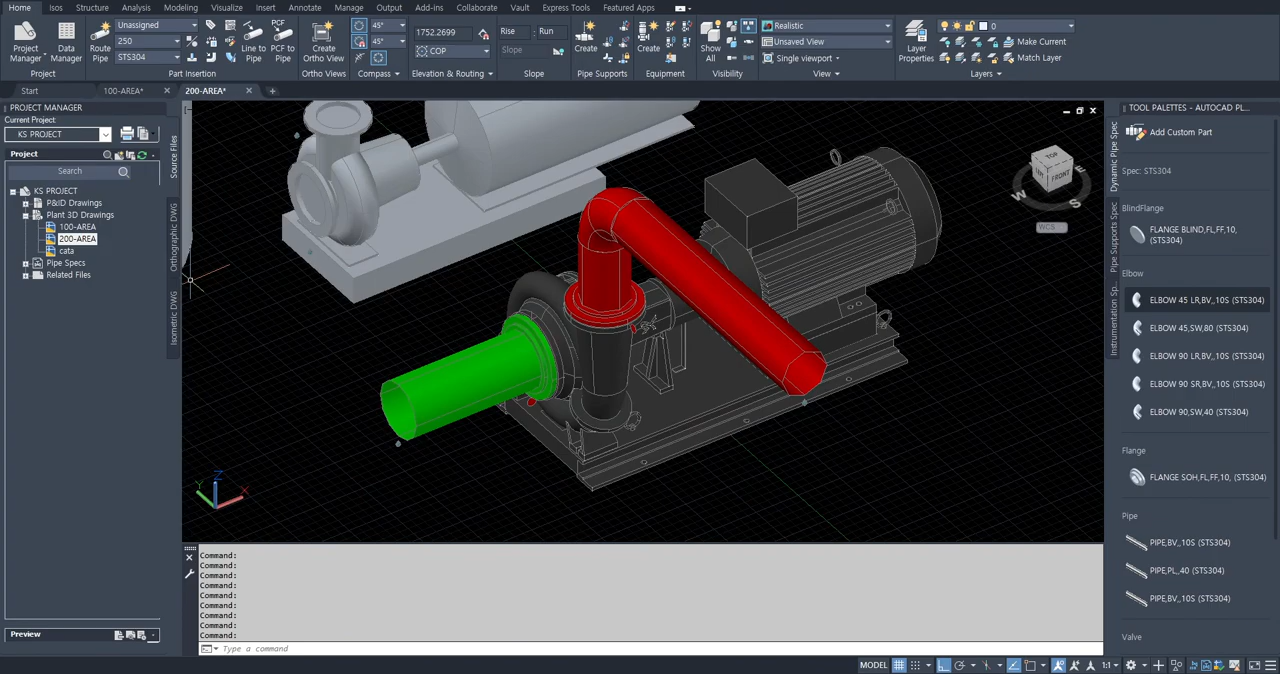 Home Isos Structure Analysis Modeling Visualize Insert Annotate Manage Output Add-ins Collaborate Vault Express Tools Featured Apps
Project Manager
Data Manager
Project
Route Pipe
Unassigned
250
STS304
Line to Pipe
PCF to Pipe
Part Insertion
Create Ortho View
Ortho Views
45°
45°
Compass
1752.2699
COP
Elevation & Routing
Rise Run
Slope
Slope
Create
Pipe Supports
Create
Equipment
Show All
Visibility
Realistic
Unsaved View
Single viewport
View
Layer Properties
0
Make Current
Match Layer
Layers
Start 100-AREA* 200-AREA*
PROJECT MANAGER
Current Project:
KS PROJECT
Project
Search
KS PROJECT
P&ID Drawings
Plant 3D Drawings
100-AREA
200-AREA
cata
Pipe Specs
Related Files
Source Files
Orthographic DWG
Isometric DWG
Preview
TOP
FRONT
W
S
E
WCS
X
Y
Z
Command:
Command:
Command:
Command:
Command:
Command:
Command:
Command:
Command:
Type a command
TOOL PALETTES - AUTOCAD PL...
Dynamic Pipe Spec
Pipe Supports Spec
Instrumentation Sp...
Add Custom Part
Spec: STS304
BlindFlange
FLANGE BLIND,FL,FF,10,
(STS304)
Elbow
ELBOW 45 LR,BV,,10S (STS304)
ELBOW 45,SW,80 (STS304)
ELBOW 90 LR,BV,,10S (STS304)
ELBOW 90 SR,BV,,10S (STS304)
ELBOW 90,SW,40 (STS304)
Flange
FLANGE SOH,FL,FF,10, (STS304)
Pipe
PIPE,BV,,10S (STS304)
PIPE,PL,,40 (STS304)
PIPE,BV,,10S (STS304)
Valve
MODEL
1:1